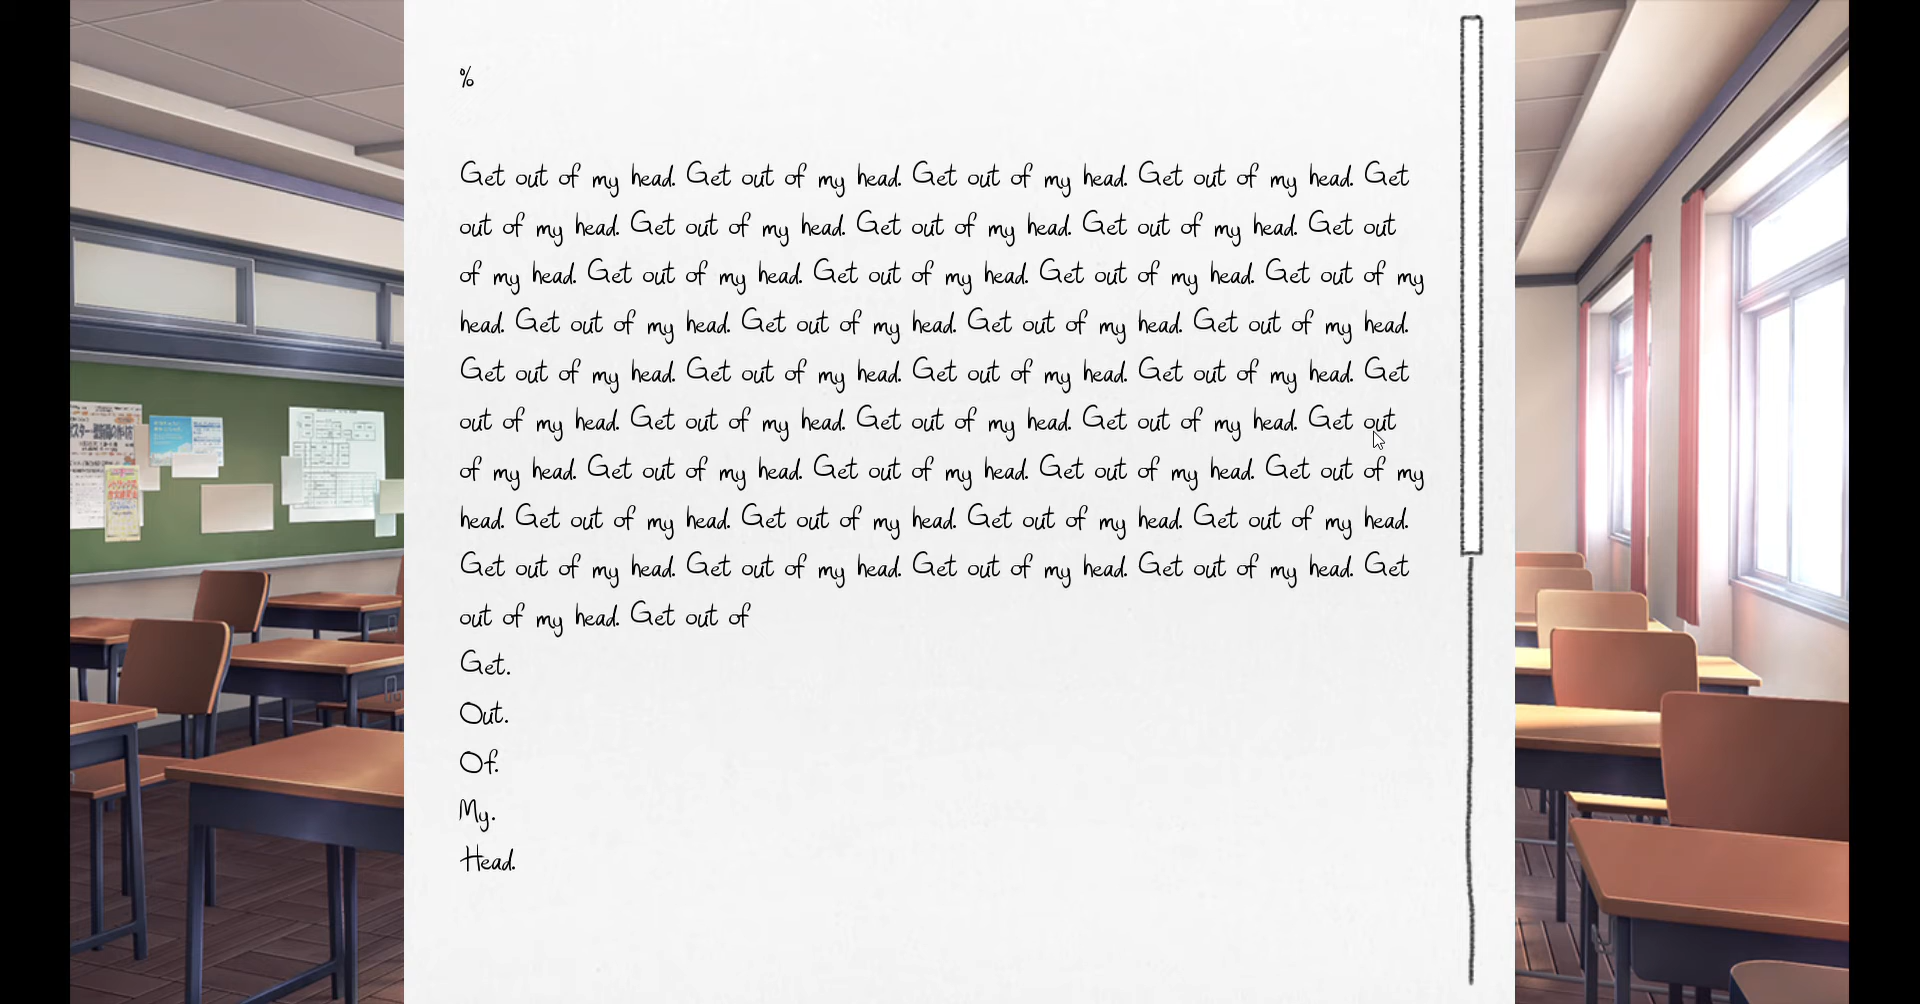 %
Get out of my head. Get out of my head. Get out of my head. Get out of my head. Get
out of my head. Get out of my head. Get out of my head. Get out of my head. Get out
of my head. Get out of my head. Get out of my head. Get out of my head. Get out of my
head. Get out of my head. Get out of my head. Get out of my head. Get out of my head.
Get out of my head. Get out of my head. Get out of my head. Get out of my head. Get
out of my head. Get out of my head. Get out of my head. Get out of my head. Get out
of my head. Get out of my head. Get out of my head. Get out of my head. Get out of my
head. Get out of my head. Get out of my head. Get out of my head. Get out of my head.
Get out of my head. Get out of my head. Get out of my head. Get out of my head. Get
out of my head. Get out of
Get.
Out.
Of.
My.
Head.